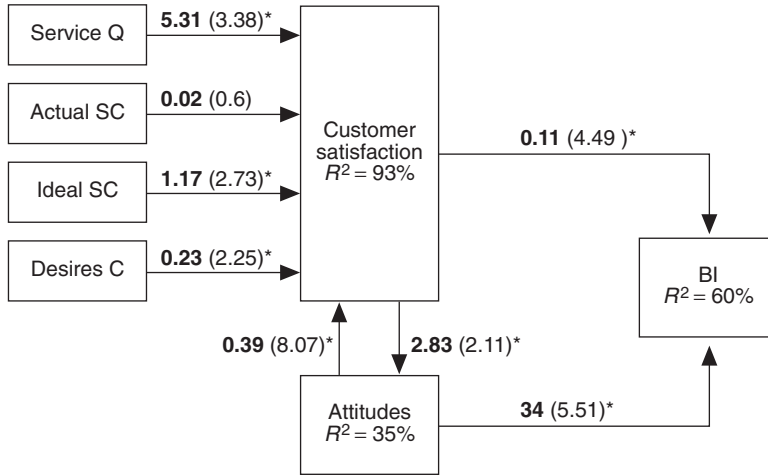 Service Q
5.31 (3.38)*
Actual SC
0.02 (0.6)
Ideal SC
1.17 (2.73)*
Desires C
0.23 (2.25)*
Customer
satisfaction
R² = 93%
0.11 (4.49 )*
BI
R² = 60%
0.39 (8.07)*
2.83 (2.11)*
Attitudes
R² = 35%
34 (5.51)*